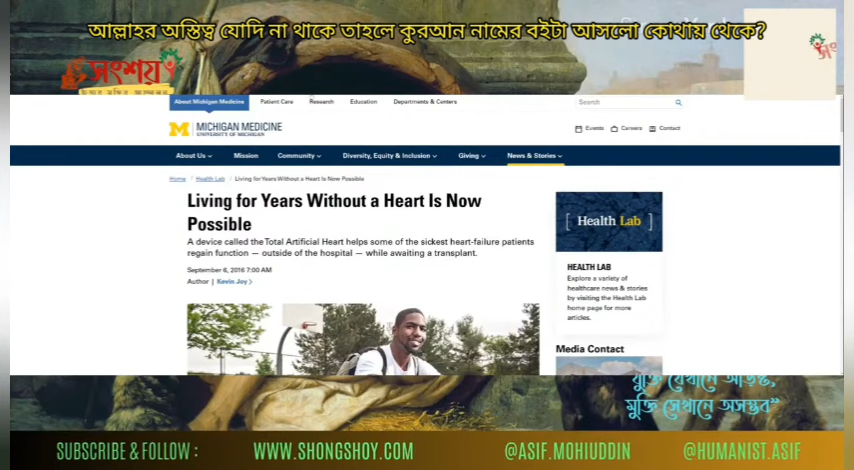 আল্লাহর অস্তিত্ব যোদি না থাকে তাহলে কুরআন নামের বইটা আসলো কোথায় থেকে?
সংশয়
About Michigan Medicine Patient Care Research Education Departments & Centers Search
M MICHIGAN MEDICINE
UNIVERSITY OF MICHIGAN
Events Careers Contact
About Us Mission Community Diversity, Equity & Inclusion Giving News & Stories
Home / Health Lab / Living for Years Without a Heart Is Now Possible
Living for Years Without a Heart Is Now
Possible
A device called the Total Artificial Heart helps some of the sickest heart-failure patients
regain function — outside of the hospital — while awaiting a transplant.
September 6, 2016 7:00 AM
Author | Kevin Joy >
[ Health Lab ]
HEALTH LAB
Explore a variety of
healthcare news & stories
by visiting the Health Lab
home page for more
articles.
Media Contact
যুক্তি যেখানে আড়ষ্ট,
মুক্তি সেখানে অসম্ভব”
SUBSCRIBE & FOLLOW : WWW.SHONGSHOY.COM @ASIF.MOHIUDDIN @HUMANIST.ASIF